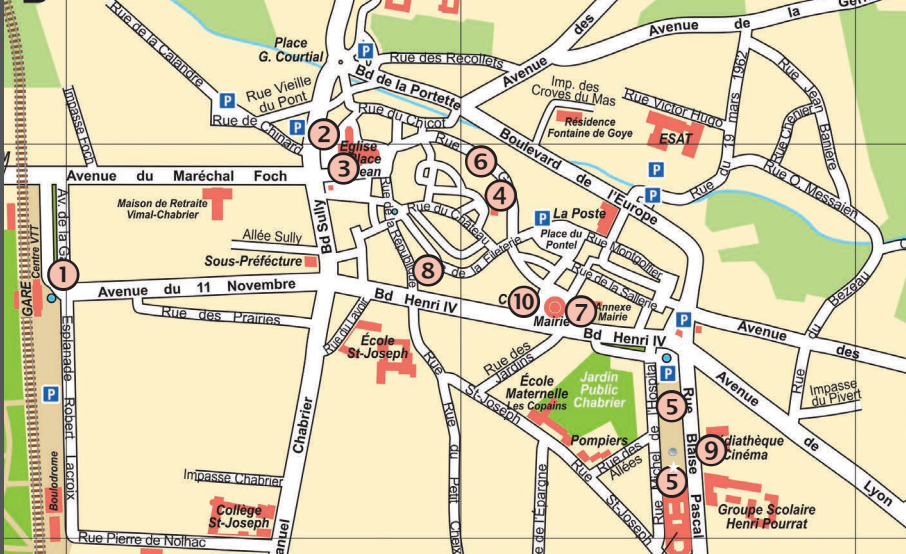 Avenue de la
des
Rue de la Calandre
Place
G. Courtial
P
Rue des Recollets
Avenue
Bd de la Portette
Imp. des
Croves du Mas
Rue Victor Hugo
Rue du 19 mars 1962
Rue Jean
Baniere
Rue Chenier
Rue Vieille
du Pont
P
Rue de
Chinard
P
Rue du Chicot
Résidence
Fontaine de Goye
ESAT
Impasse Foch
2
Eglise
Place
Jean
3
Rue
6
4
Boulevard de l'Europe
P
P
Rue O. Messaien
Avenue du Maréchal Foch
Maison de Retraite
Vimal-Chabrier
Bd Sully
Rue du Château
P
La Poste
Place du
Pontel
Rue Montgolfier
Av. de la G
Centre VTT
Allée Sully
Sous-Préfécture
Rue de la République
de la Fileterie
8
Rue de la Sallerie
1
GARE
Avenue du 11 Novembre
Rue des Prairies
Bd Henri IV
10
Mairie
7
Annexe
Mairie
Bd Henri IV
P
Avenue des
Rue du
Bezeau
Rue du Lavoir
École
St-Joseph
Rue
St-Joseph
Rue des
Jardins
École
Maternelle
Les Copains
Jardin
Public
Chabrier
P
Avenue de
Lyon
Impasse
du Pivert
Esplanade Robert Lacroix
P
Chabrier
Rue du Petit Cheix
Pompiers
Rue des
Allées
Rue Michel de l'Hospital
5
Rue Blaise Pascal
9
diathèque
Cinéma
5
Boulodrome
Impasse Chabrier
Collège
St-Joseph
de l'Épargne
Rue
St-Joseph
Groupe Scolaire
Henri Pourrat
Rue Pierre de Nolhac
anuel